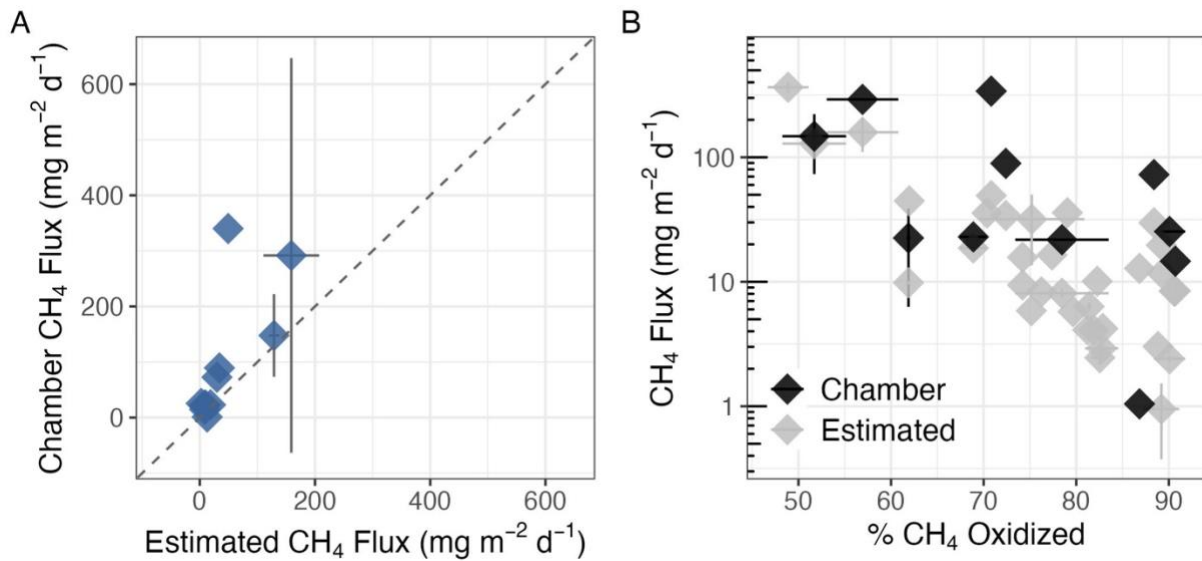 A
Chamber CH₄ Flux (mg m⁻² d⁻¹)
600
400
200
0
0 200 400 600
Estimated CH₄ Flux (mg m⁻² d⁻¹)
B
CH₄ Flux (mg m⁻² d⁻¹)
100
10
1
Chamber
Estimated
50 60 70 80 90
% CH₄ Oxidized